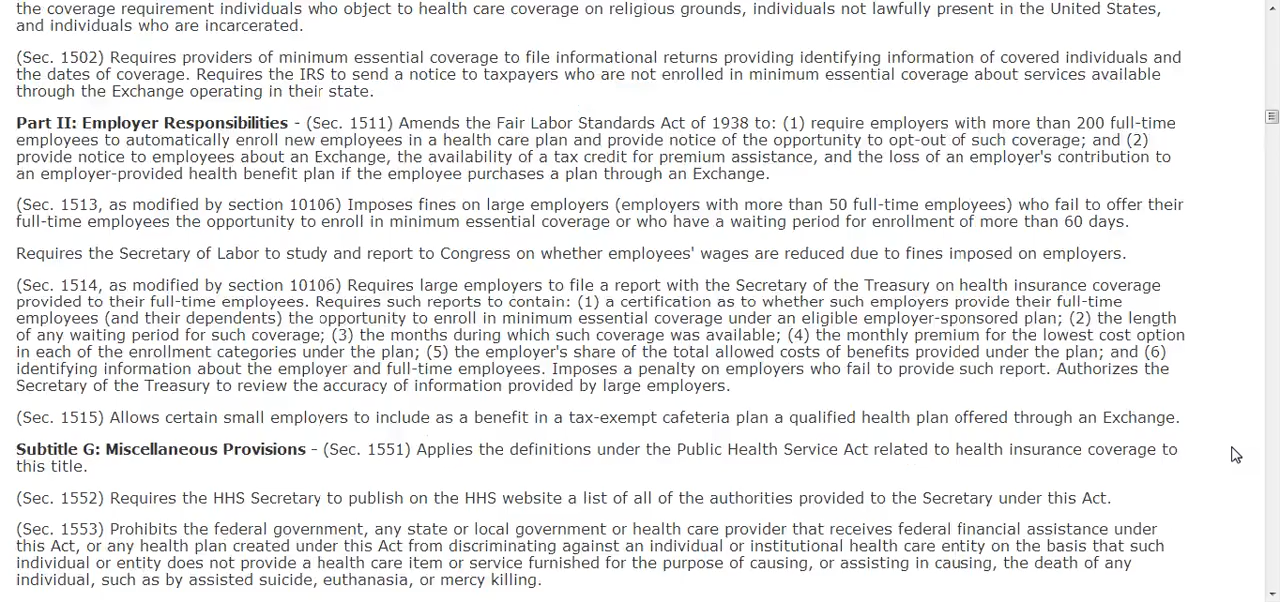 the coverage requirement individuals who object to health care coverage on religious grounds, individuals not lawfully present in the United States,
and individuals who are incarcerated.
(Sec. 1502) Requires providers of minimum essential coverage to file informational returns providing identifying information of covered individuals and
the dates of coverage. Requires the IRS to send a notice to taxpayers who are not enrolled in minimum essential coverage about services available
through the Exchange operating in their state.
Part II: Employer Responsibilities - (Sec. 1511) Amends the Fair Labor Standards Act of 1938 to: (1) require employers with more than 200 full-time
employees to automatically enroll new employees in a health care plan and provide notice of the opportunity to opt-out of such coverage; and (2)
provide notice to employees about an Exchange, the availability of a tax credit for premium assistance, and the loss of an employer's contribution to
an employer-provided health benefit plan if the employee purchases a plan through an Exchange.
(Sec. 1513, as modified by section 10106) Imposes fines on large employers (employers with more than 50 full-time employees) who fail to offer their
full-time employees the opportunity to enroll in minimum essential coverage or who have a waiting period for enrollment of more than 60 days.
Requires the Secretary of Labor to study and report to Congress on whether employees' wages are reduced due to fines imposed on employers.
(Sec. 1514, as modified by section 10106) Requires large employers to file a report with the Secretary of the Treasury on health insurance coverage
provided to their full-time employees. Requires such reports to contain: (1) a certification as to whether such employers provide their full-time
employees (and their dependents) the opportunity to enroll in minimum essential coverage under an eligible employer-sponsored plan; (2) the length
of any waiting period for such coverage; (3) the months during which such coverage was available; (4) the monthly premium for the lowest cost option
in each of the enrollment categories under the plan; (5) the employer's share of the total allowed costs of benefits provided under the plan; and (6)
identifying information about the employer and full-time employees. Imposes a penalty on employers who fail to provide such report. Authorizes the
Secretary of the Treasury to review the accuracy of information provided by large employers.
(Sec. 1515) Allows certain small employers to include as a benefit in a tax-exempt cafeteria plan a qualified health plan offered through an Exchange.
Subtitle G: Miscellaneous Provisions - (Sec. 1551) Applies the definitions under the Public Health Service Act related to health insurance coverage to
this title.
(Sec. 1552) Requires the HHS Secretary to publish on the HHS website a list of all of the authorities provided to the Secretary under this Act.
(Sec. 1553) Prohibits the federal government, any state or local government or health care provider that receives federal financial assistance under
this Act, or any health plan created under this Act from discriminating against an individual or institutional health care entity on the basis that such
individual or entity does not provide a health care item or service furnished for the purpose of causing, or assisting in causing, the death of any
individual, such as by assisted suicide, euthanasia, or mercy killing.